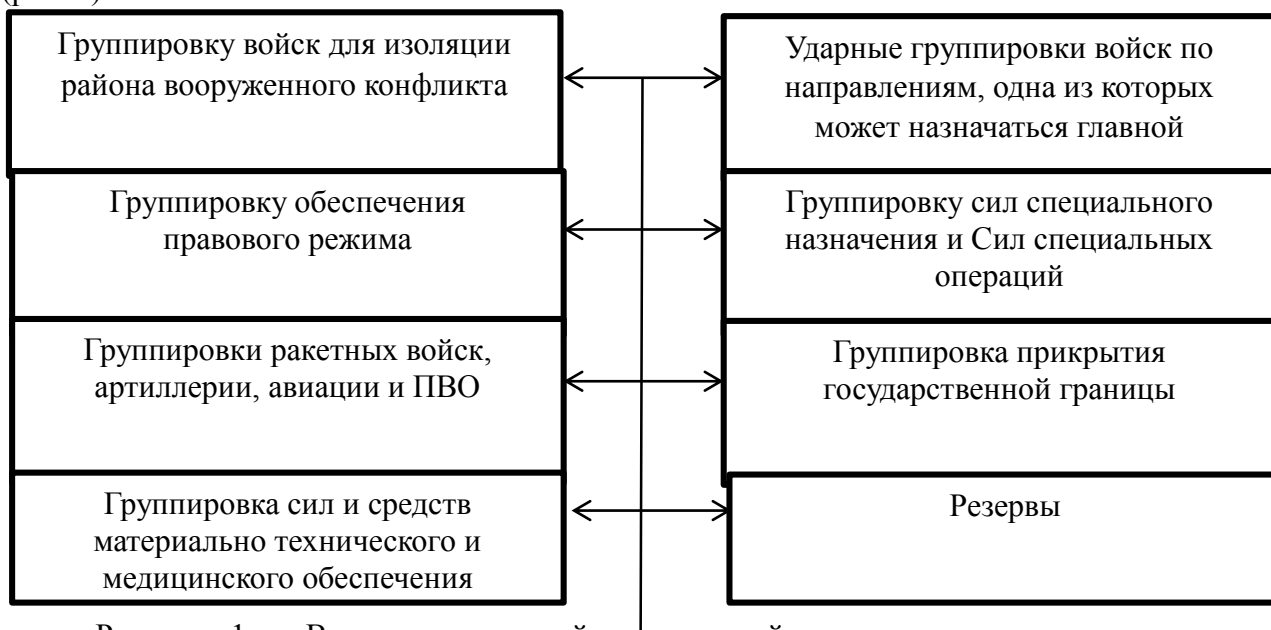 Группировку войск для изоляции
района вооруженного конфликта
Ударные группировки войск по
направлениям, одна из которых
может назначаться главной
Группировку обеспечения
правового режима
Группировку сил специального
назначения и Сил специальных
операций
Группировки ракетных войск,
артиллерии, авиации и ПВО
Группировка прикрытия
государственной границы
Группировка сил и средств
материально технического и
медицинского обеспечения
Резервы